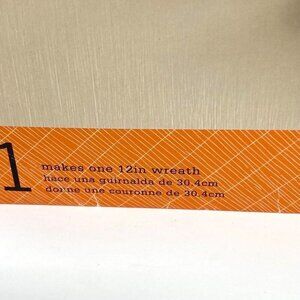 1
makes one 12in wreath
hace una guirnalda de 30.4cm
donne une couronne de 30.4cm